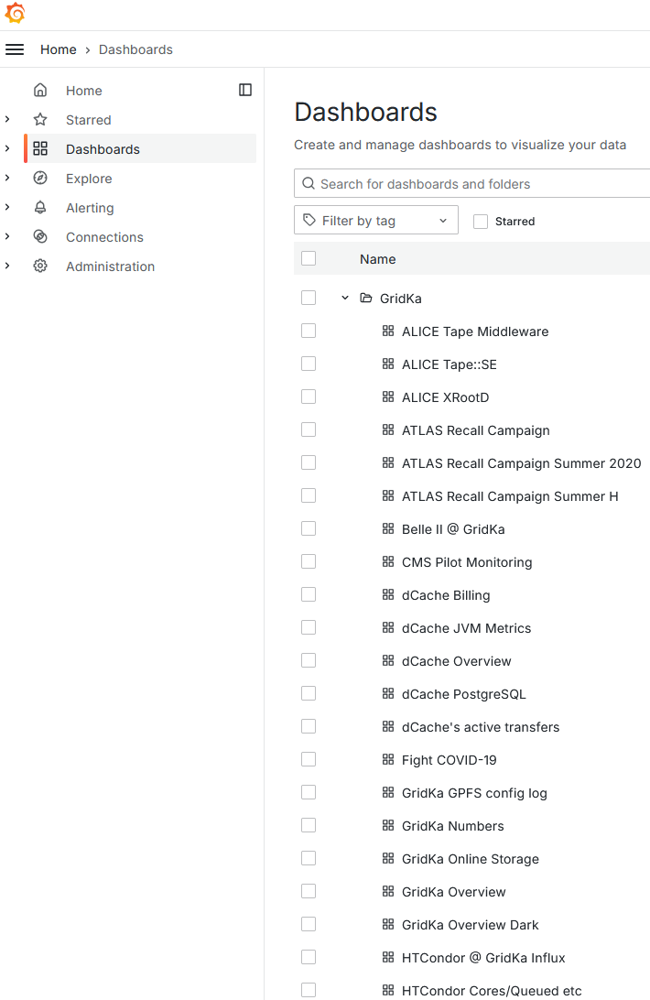 Home › Dashboards
Home
Starred
Dashboards
Explore
Alerting
Connections
Administration
Dashboards
Create and manage dashboards to visualize your data
Search for dashboards and folders
Filter by tag
Starred
Name
GridKa
ALICE Tape Middleware
ALICE Tape::SE
ALICE XRootD
ATLAS Recall Campaign
ATLAS Recall Campaign Summer 2020
ATLAS Recall Campaign Summer H
Belle II @ GridKa
CMS Pilot Monitoring
dCache Billing
dCache JVM Metrics
dCache Overview
dCache PostgreSQL
dCache's active transfers
Fight COVID-19
GridKa GPFS config log
GridKa Numbers
GridKa Online Storage
GridKa Overview
GridKa Overview Dark
HTCondor @ GridKa Influx
HTCondor Cores/Queued etc